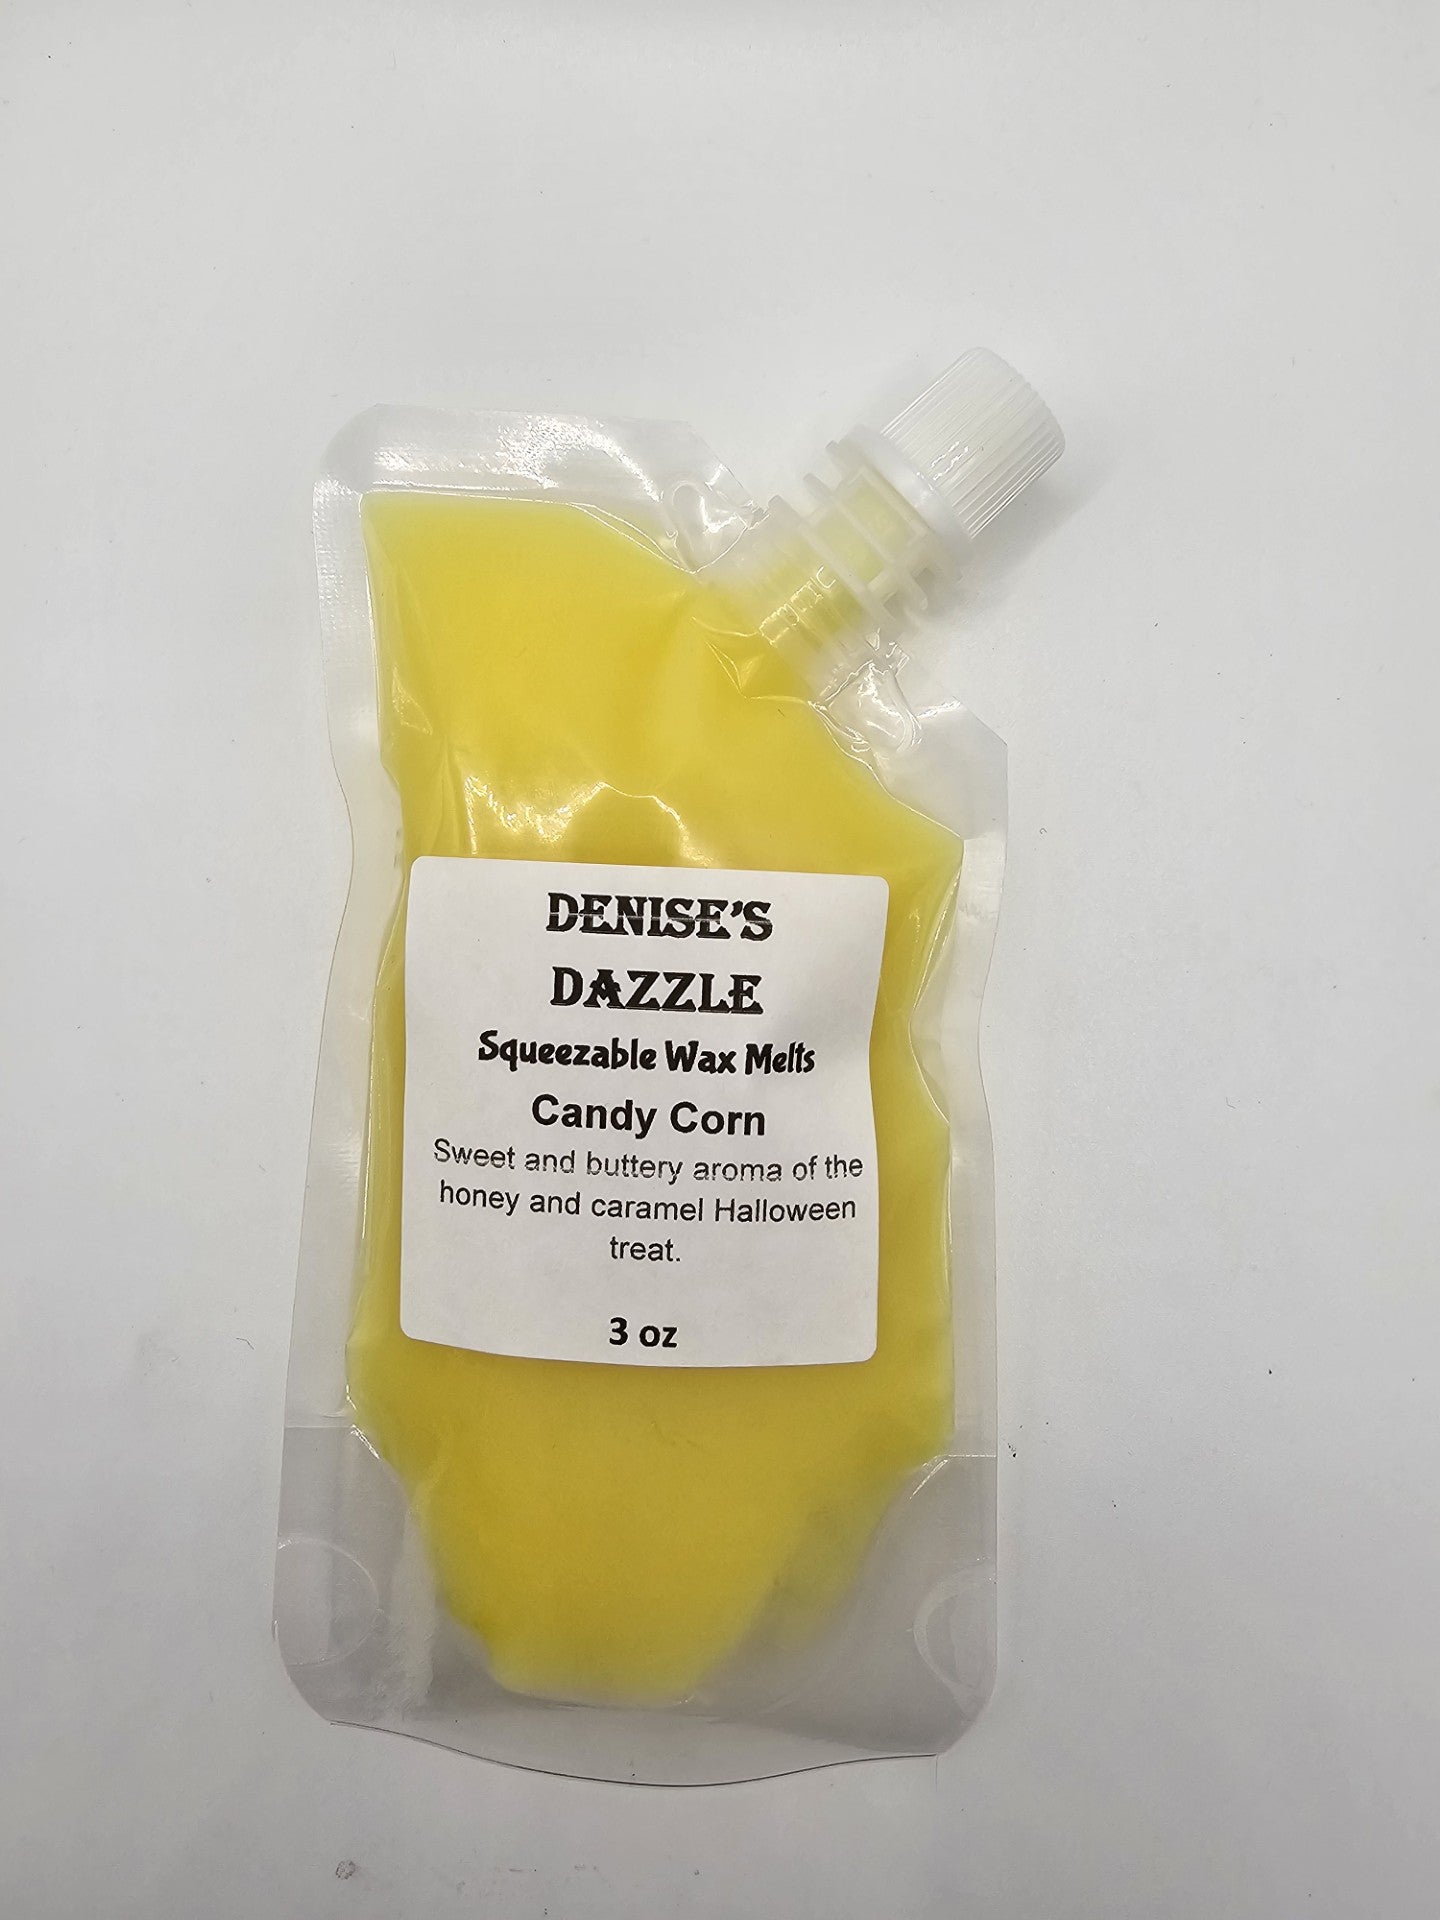 DENISE'S
DAZZLE
Squeezable Wax Melts
Candy Corn
Sweet and buttery aroma of the
honey and caramel Halloween
treat.
3 oz